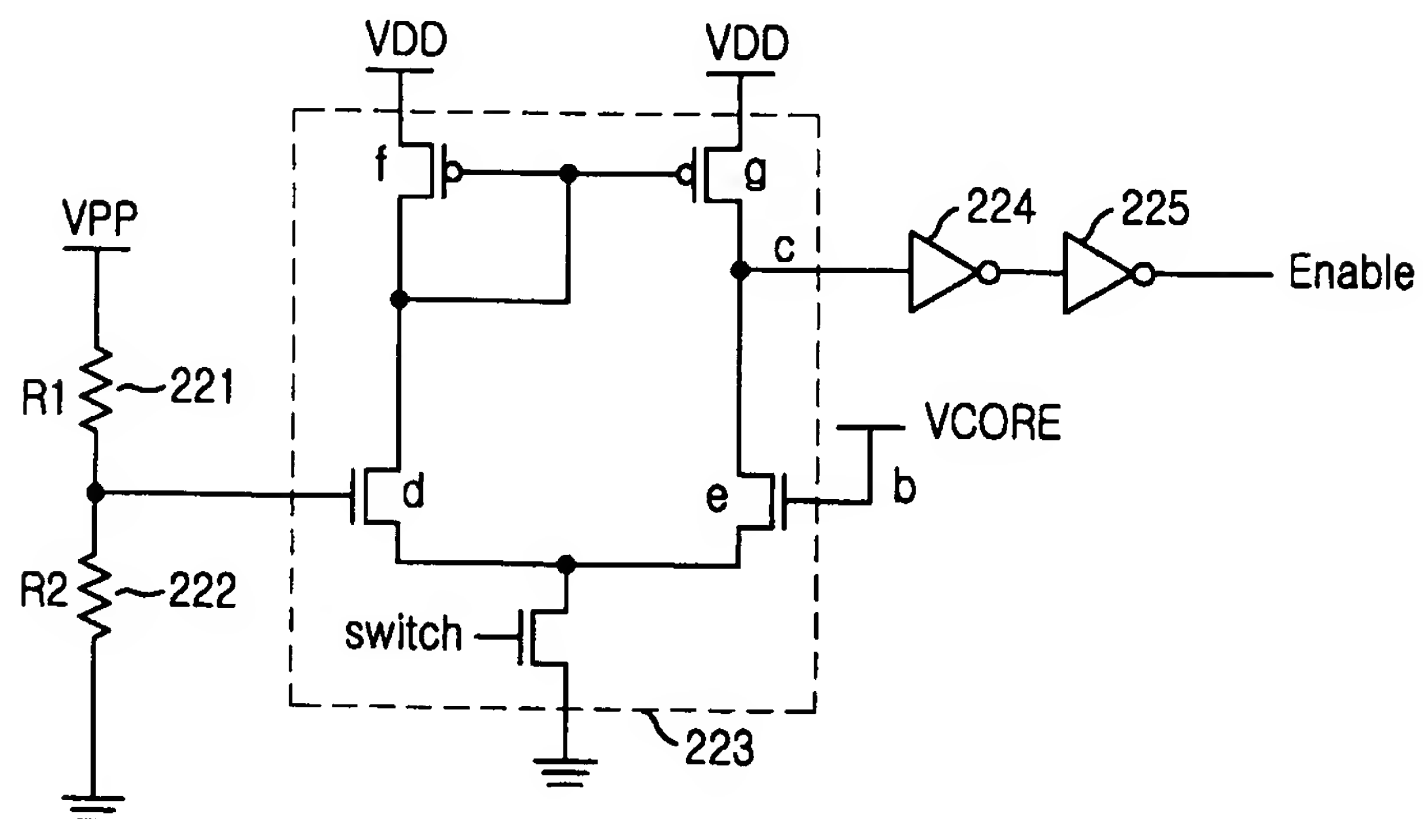 VDD
VDD
f
g
VPP
224
225
c
Enable
R1
221
VCORE
d
e
b
R2
222
switch
223